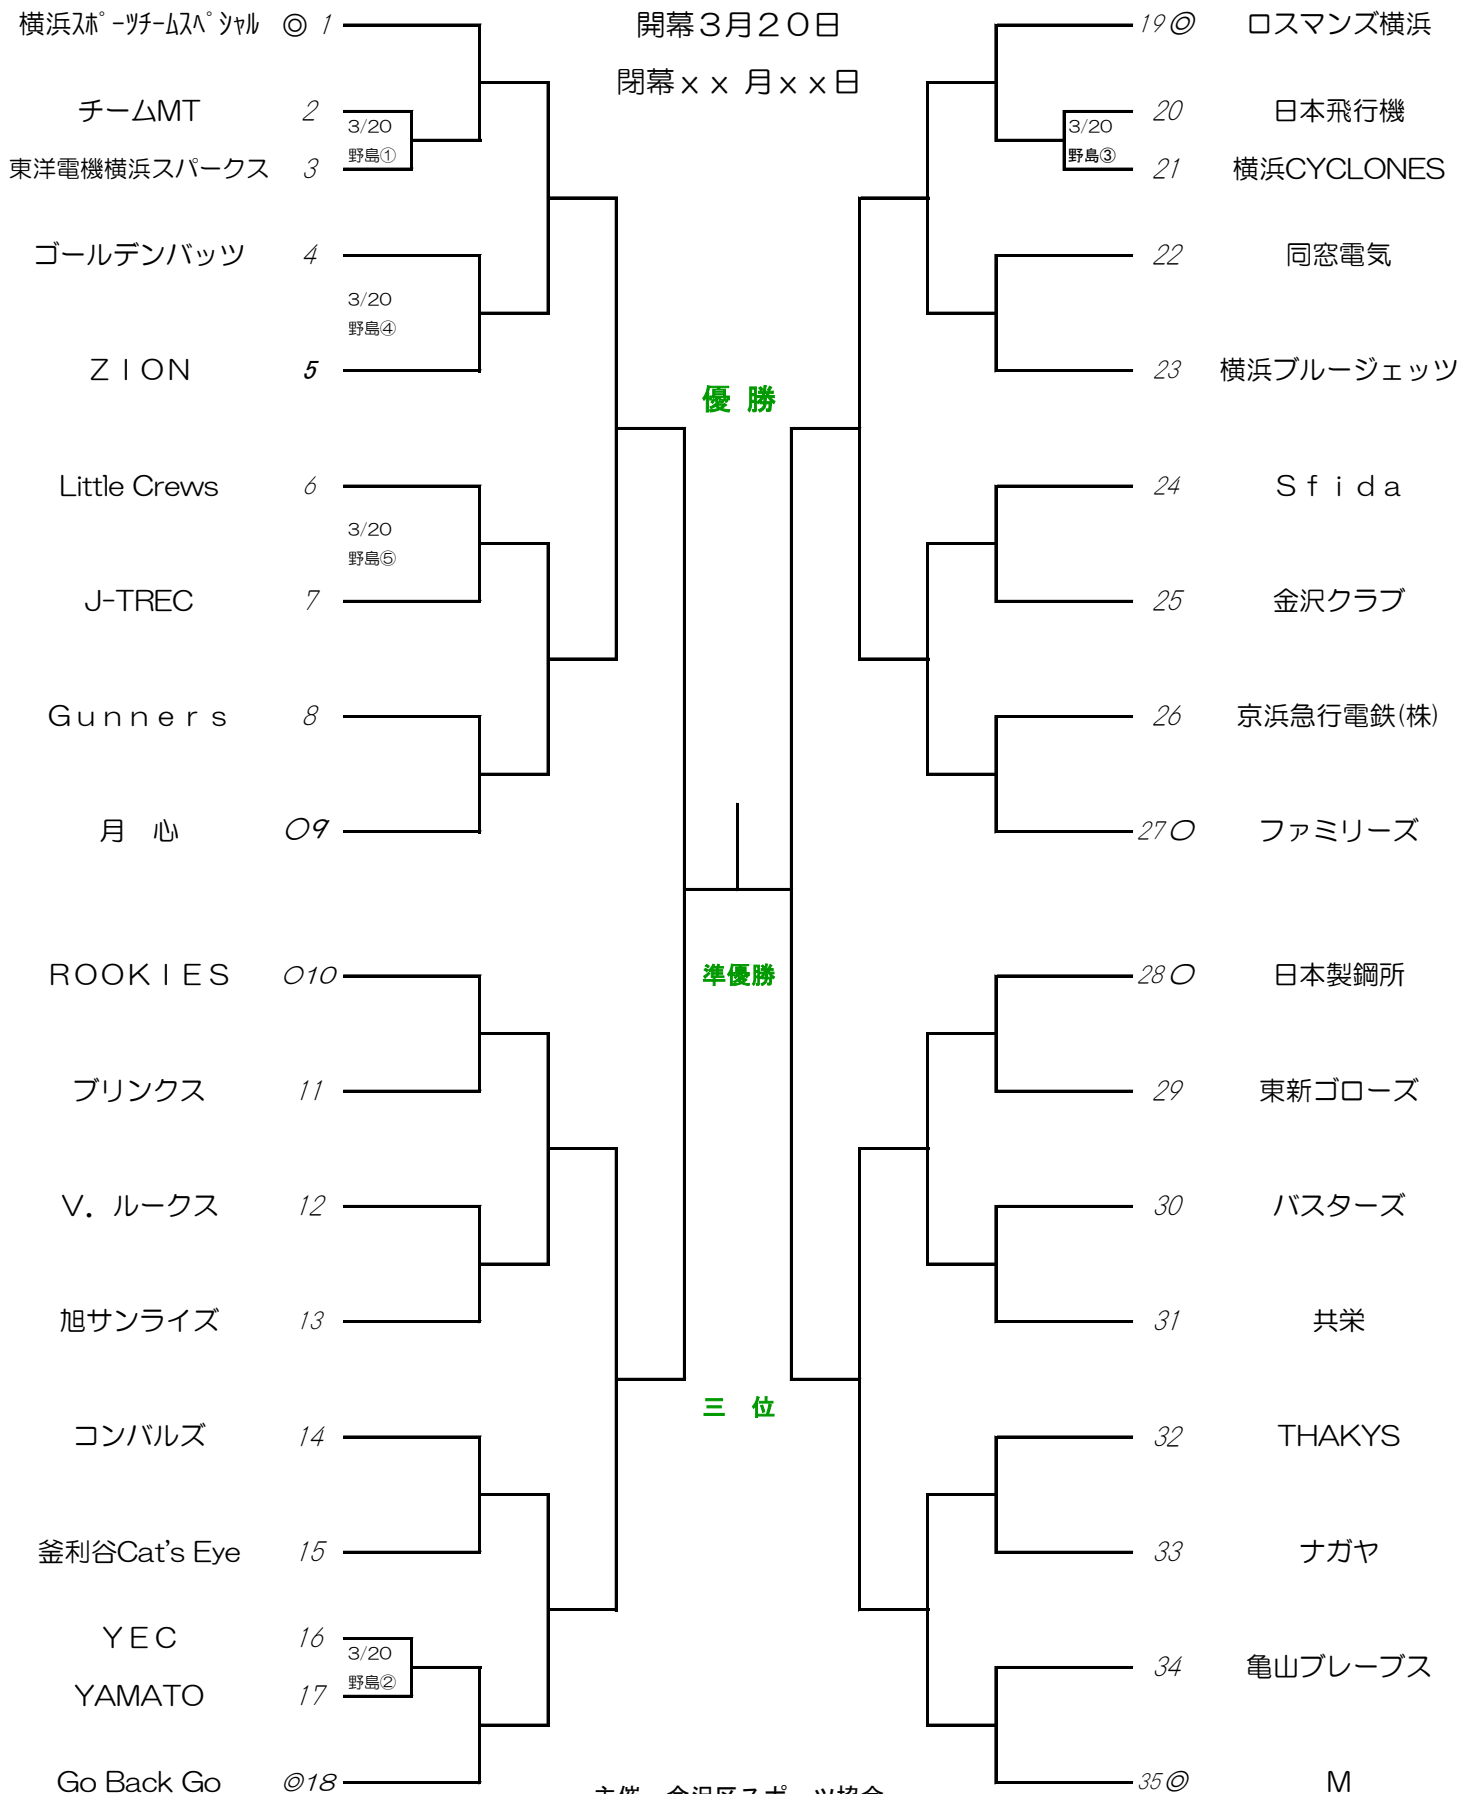 開幕3月20日
閉幕xx 月xx日
横浜ｽﾎﾟｰﾂﾁｰﾑｽﾍﾟｼｬﾙ ◎ 1
チームMT 2
3/20
野島①
東洋電機横浜スパークス 3
ゴールデンバッツ 4
3/20
野島④
ZION 5
Little Crews 6
3/20
野島⑤
J-TREC 7
Gunners 8
月 心 ○9
ROOKIES ○10
ブリンクス 11
V．ルークス 12
旭サンライズ 13
コンバルズ 14
釜利谷Cat's Eye 15
YEC 16
3/20
野島②
YAMATO 17
Go Back Go ◎18
優 勝
準優勝
三 位
19◎ ロスマンズ横浜
20 日本飛行機
3/20
野島③
21 横浜CYCLONES
22 同窓電気
23 横浜ブルージェッツ
24 Sfida
25 金沢クラブ
26 京浜急行電鉄(株)
27○ ファミリーズ
28○ 日本製鋼所
29 東新ゴローズ
30 バスターズ
31 共栄
32 THAKYS
33 ナガヤ
34 亀山ブレーブス
35◎ M
主催 金沢区スポーツ協会